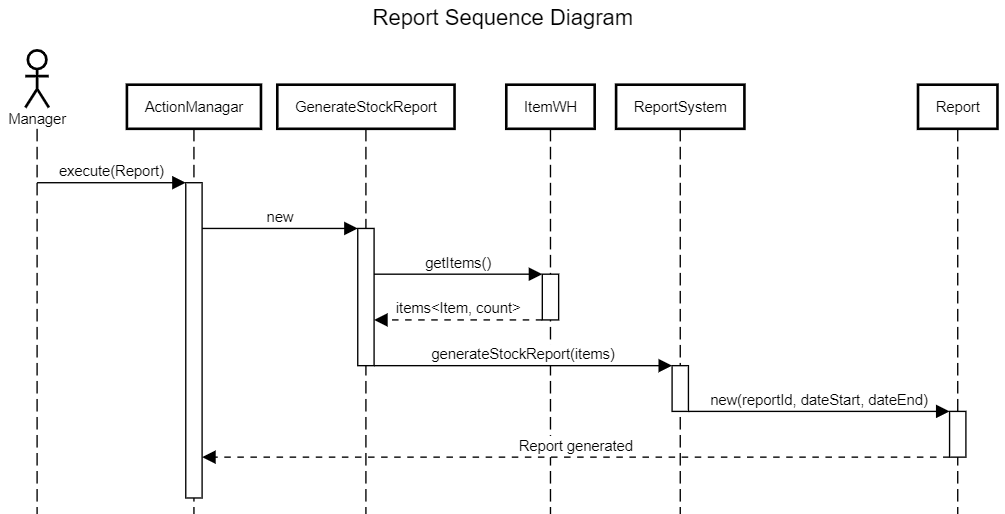 Report Sequence Diagram
Manager
ActionManagar
GenerateStockReport
ItemWH
ReportSystem
Report
execute(Report)
new
getItems()
items<Item, count>
generateStockReport(items)
new(reportId, dateStart, dateEnd)
Report generated